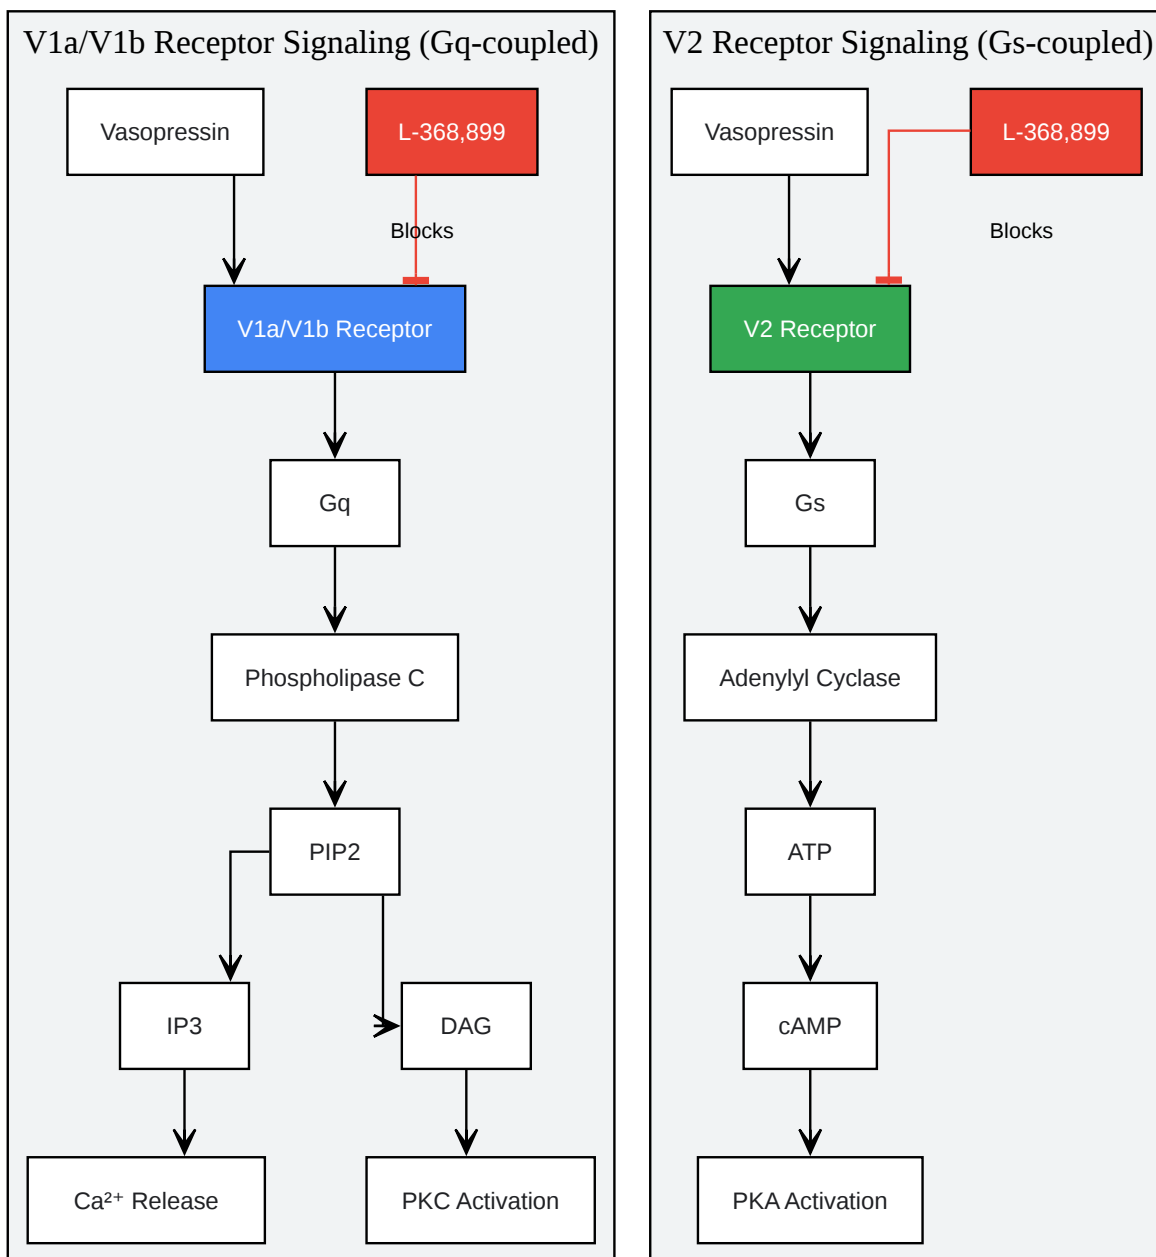 V1a/V1b Receptor Signaling (Gq-coupled)
Vasopressin
L-368,899
Blocks
V1a/V1b Receptor
Gq
Phospholipase C
PIP2
IP3
DAG
Ca²⁺ Release
PKC Activation
V2 Receptor Signaling (Gs-coupled)
Vasopressin
L-368,899
Blocks
V2 Receptor
Gs
Adenylyl Cyclase
ATP
cAMP
PKA Activation